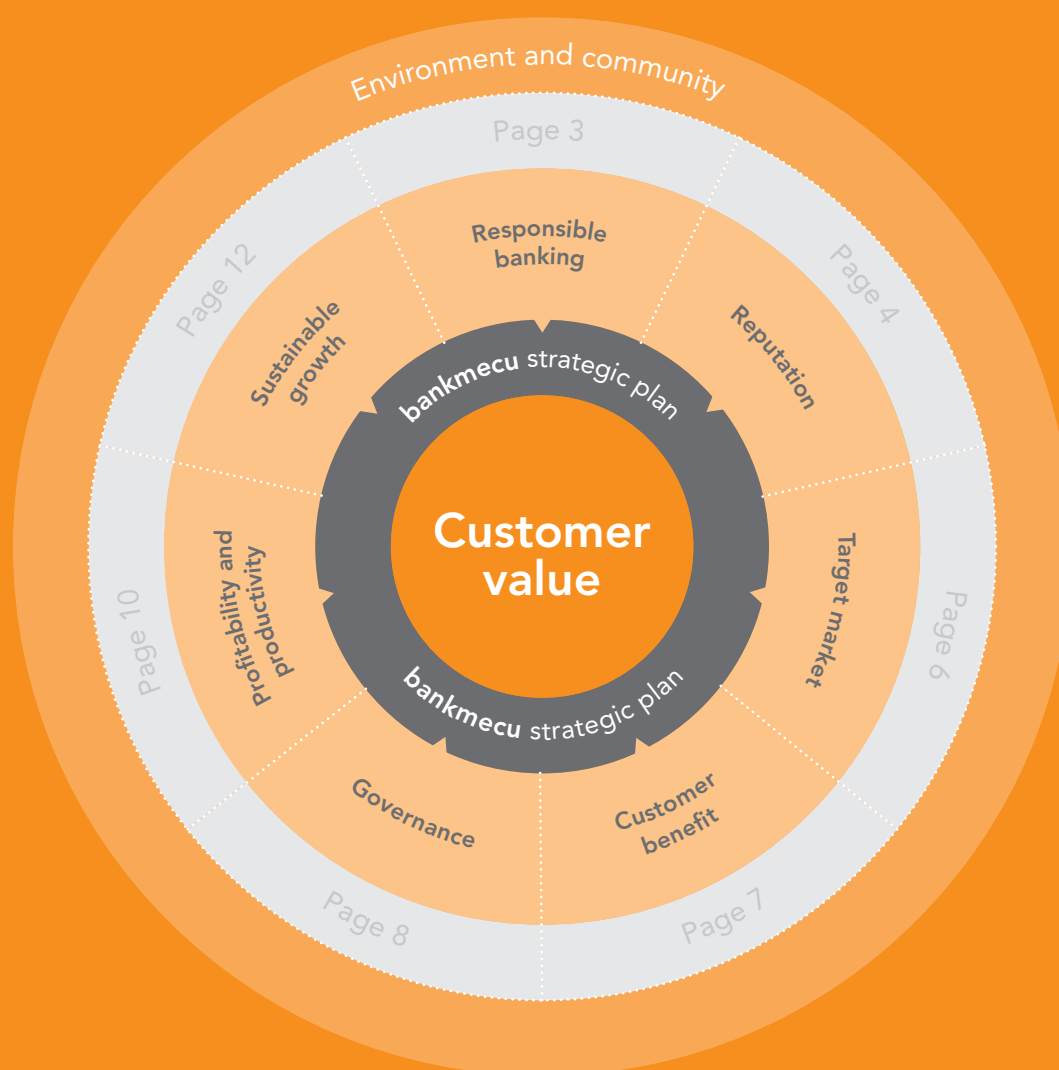 Environment and community
Page 3
Responsible
banking
Page 4
Reputation
Page 6
Target market
Page 7
Customer
benefit
Page 8
Governance
Page 10
Profitability and
productivity
Page 12
Sustainable
growth
bankmecu strategic plan
Customer
value
bankmecu strategic plan